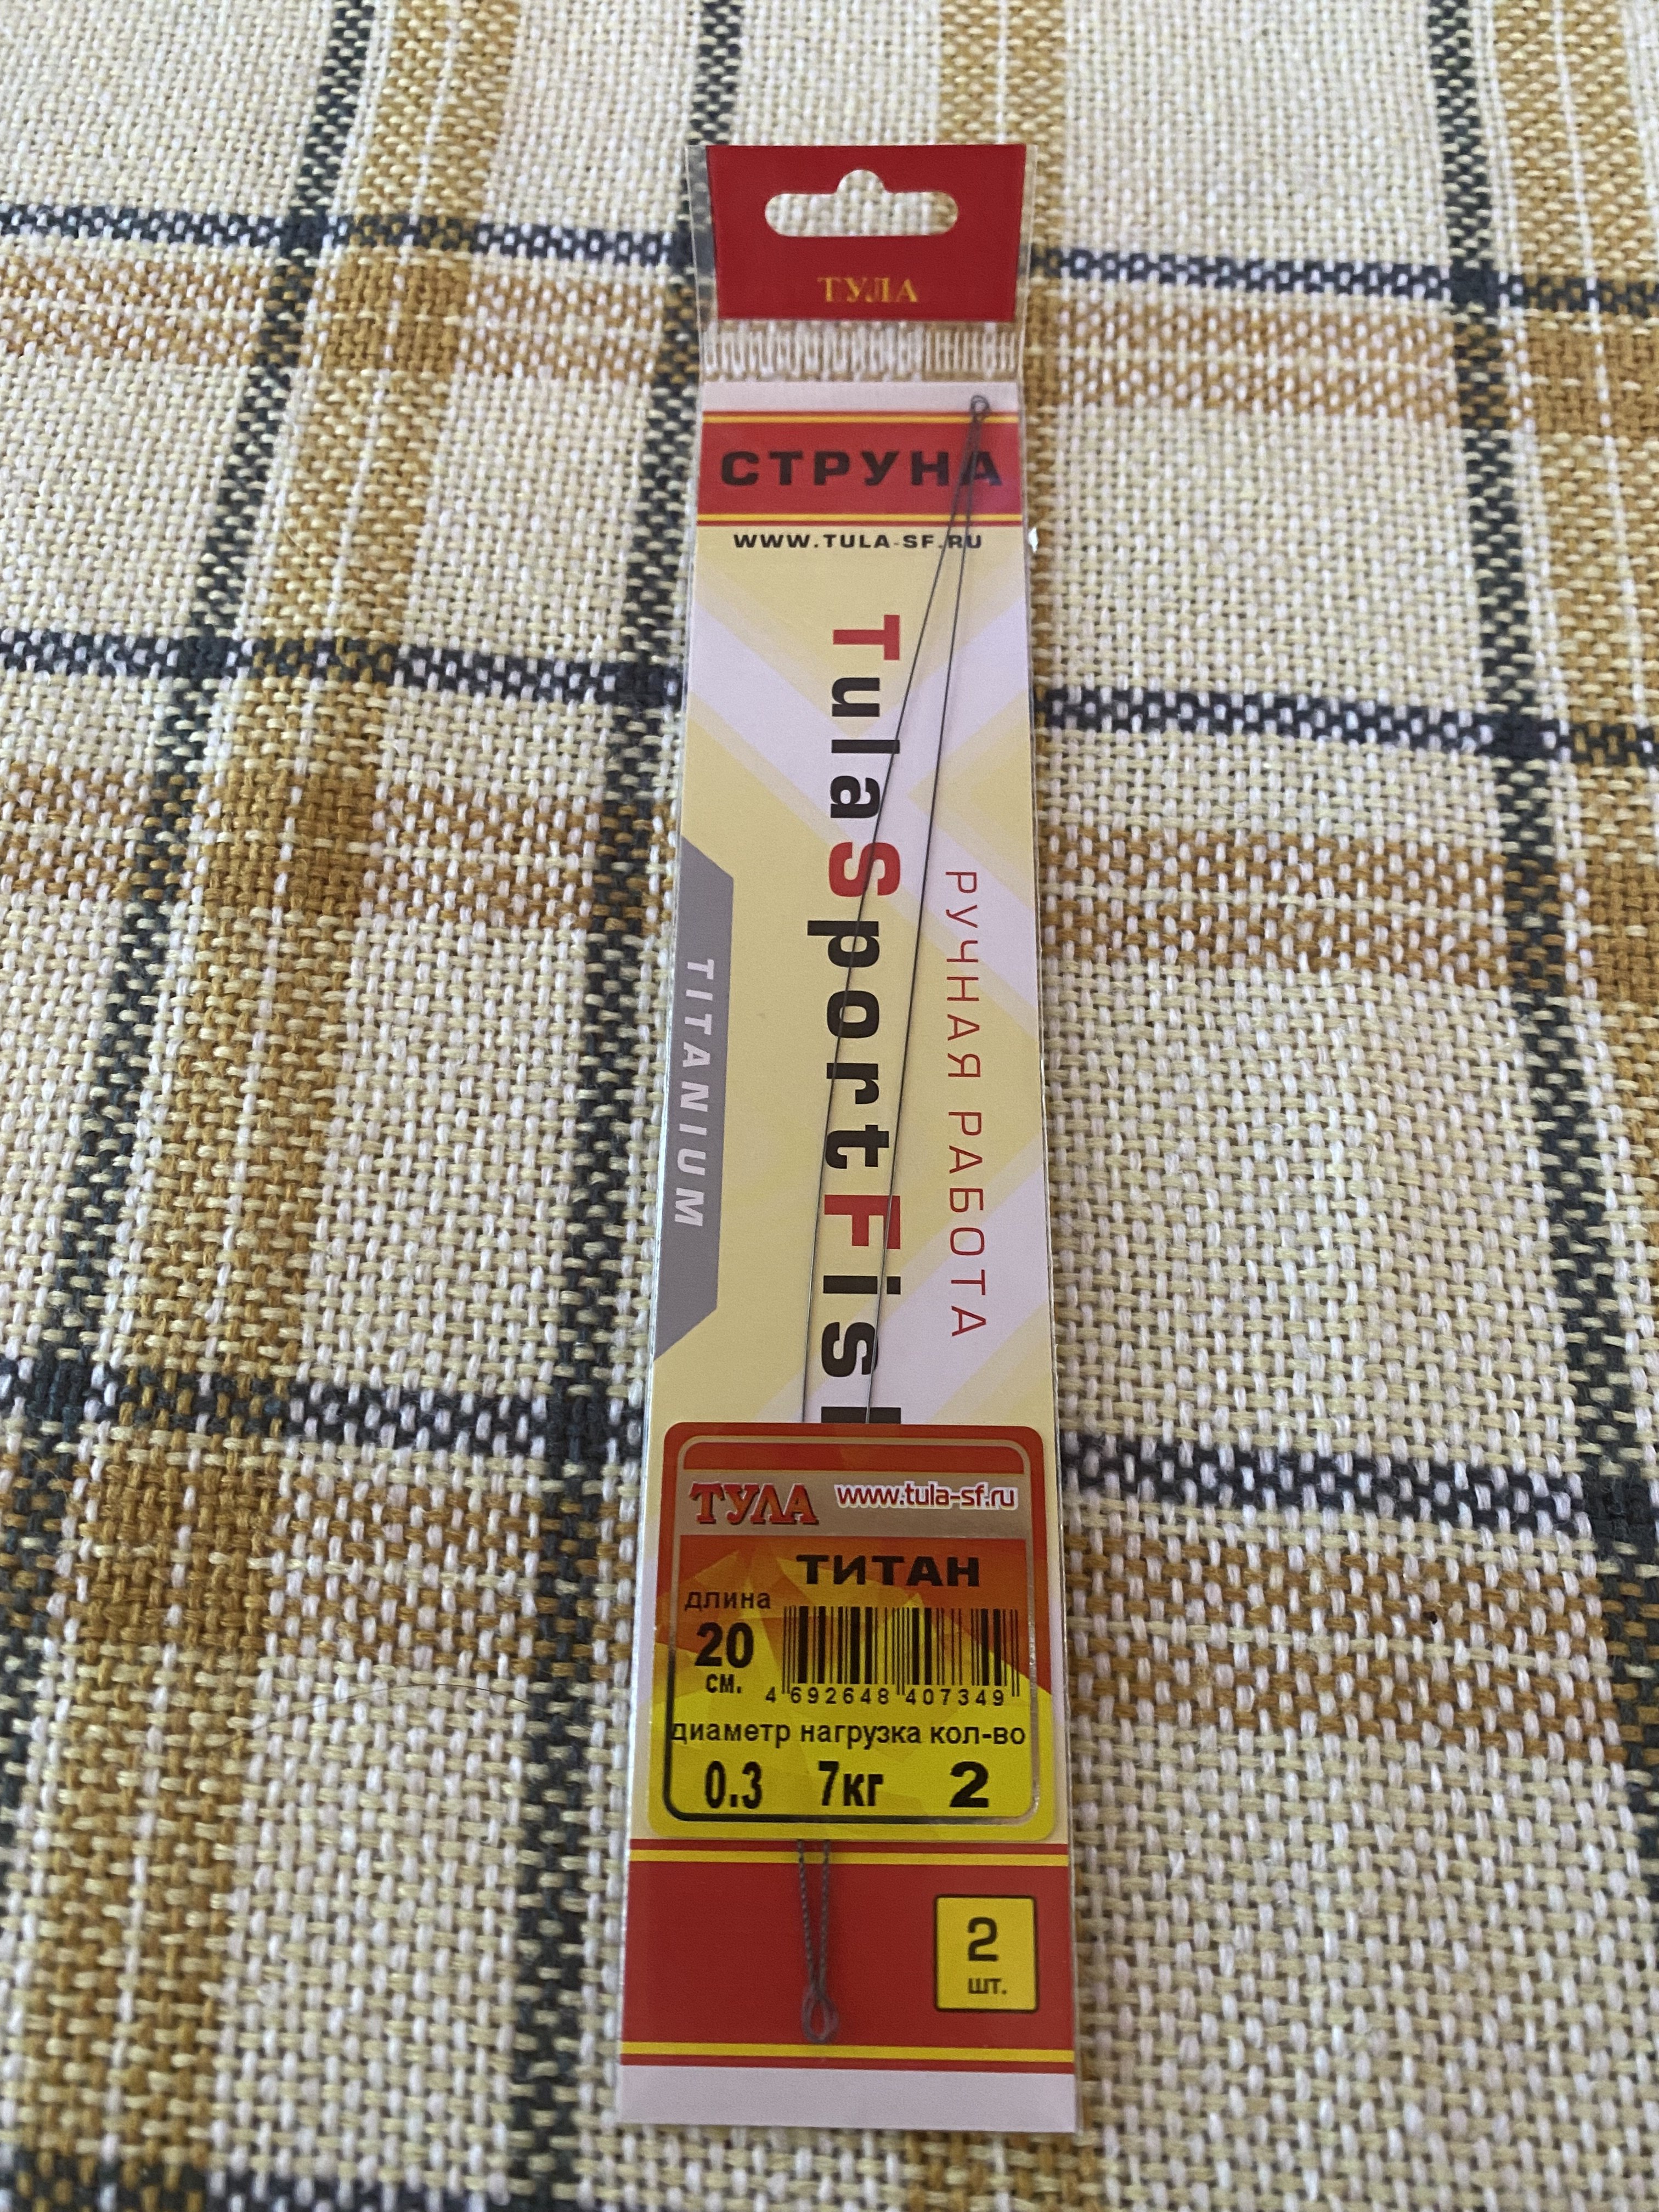 ТУЛА
СТРУНА
WWW.TULA-SF.RU
TulaSportFis
РУЧНАЯ РАБОТА
TITANIUM
ТУЛА www.tula-sf.ru
ТИТАН
длина
20
см.
4 692648 407349
диаметр нагрузка кол-во
0.3 7кг 2
2
шт.